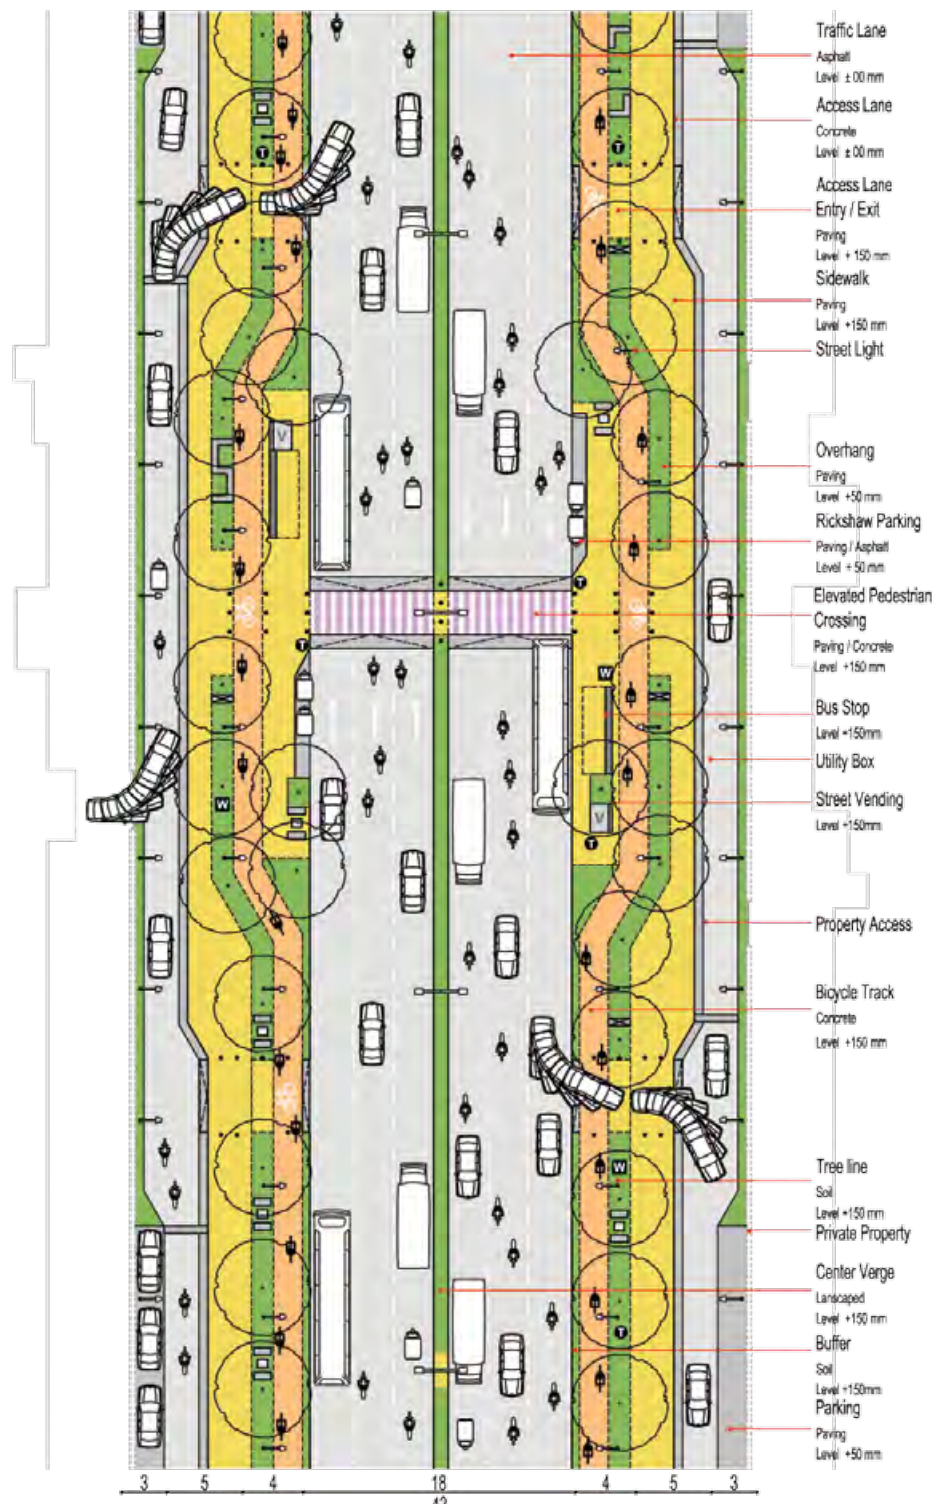 Traffic Lane
Asphalt
Level ± 00 mm
Access Lane
Concrete
Level ± 00 mm
Access Lane
Entry / Exit
Paving
Level + 150 mm
Sidewalk
Paving
Level +150 mm
Street Light
Overhang
Paving
Level +50 mm
Rickshaw Parking
Paving / Asphalt
Level + 50 mm
Elevated Pedestrian
Crossing
Paving / Concrete
Level +150 mm
Bus Stop
Level +150mm
Utility Box
Street Vending
Level +150mm
Property Access
Bicycle Track
Concrete
Level +150 mm
Tree line
Soil
Level +150 mm
Private Property
Center Verge
Lanscaped
Level +150 mm
Buffer
Soil
Level +150mm
Parking
Paving
Level +50 mm
T
T
V
T
T
W
W
V
T
W
T
3 5 4 18 4 5 3